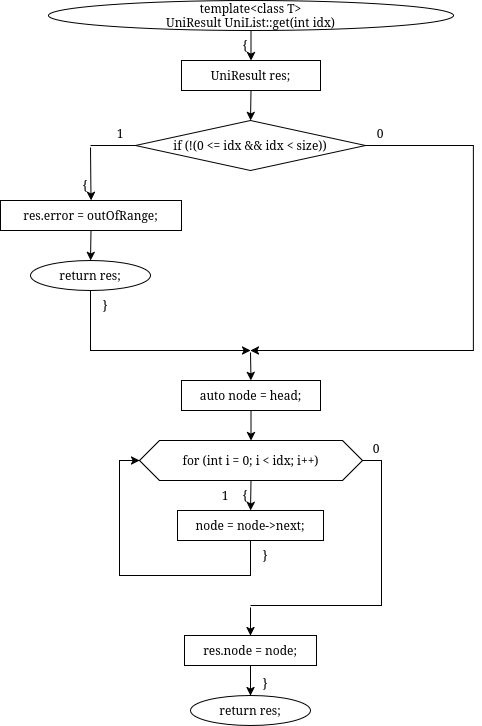 template<class T>
UniResult UniList::get(int idx)
{
UniResult res;
if (!(0 <= idx && idx < size))
1
0
{
res.error = outOfRange;
return res;
}
auto node = head;
for (int i = 0; i < idx; i++)
0
1 {
node = node->next;
}
res.node = node;
}
return res;